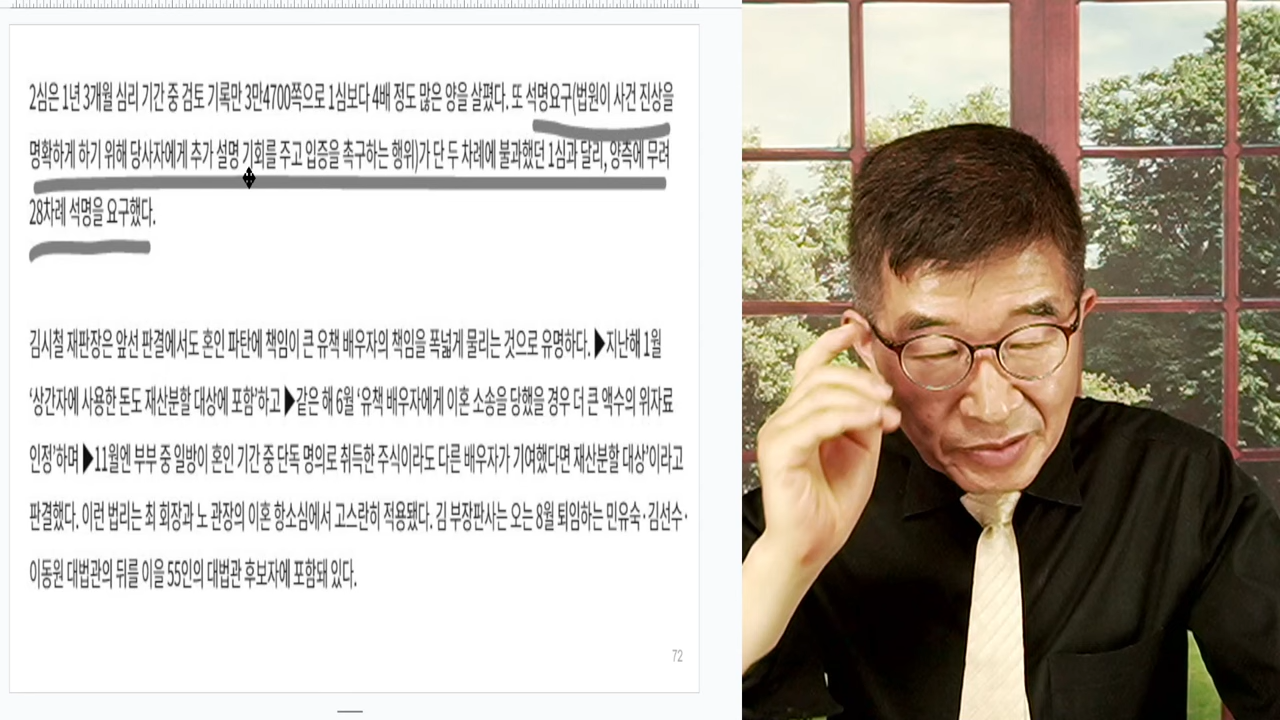 2심은 1년 3개월 심리 기간 중 검토 기록만 3만4700쪽으로 1심보다 4배 정도 많은 양을 살폈다. 또 석명요구(법원이 사건 진상을
명확하게 하기 위해 당사자에게 추가 설명 기회를 주고 입증을 촉구하는 행위)가 단 두 차례에 불과했던 1심과 달리, 양측에 무려
28차례 석명을 요구했다.
김시철 재판장은 앞선 판결에서도 혼인 파탄에 책임이 큰 유책 배우자의 책임을 폭넓게 물리는 것으로 유명하다. ▶지난해 1월
‘상간자에 사용한 돈도 재산분할 대상에 포함’하고 ▶같은 해 6월 ‘유책 배우자에게 이혼 소송을 당했을 경우 더 큰 액수의 위자료
인정’하며 ▶11월엔 부부 중 일방이 혼인 기간 중 단독 명의로 취득한 주식이라도 다른 배우자가 기여했다면 재산분할 대상’이라고
판결했다. 이런 법리는 최 회장과 노 관장의 이혼 항소심에서 고스란히 적용됐다. 김 부장판사는 오는 8월 퇴임하는 민유숙·김선수·
이동원 대법관의 뒤를 이을 55인의 대법관 후보자에 포함돼 있다.
72